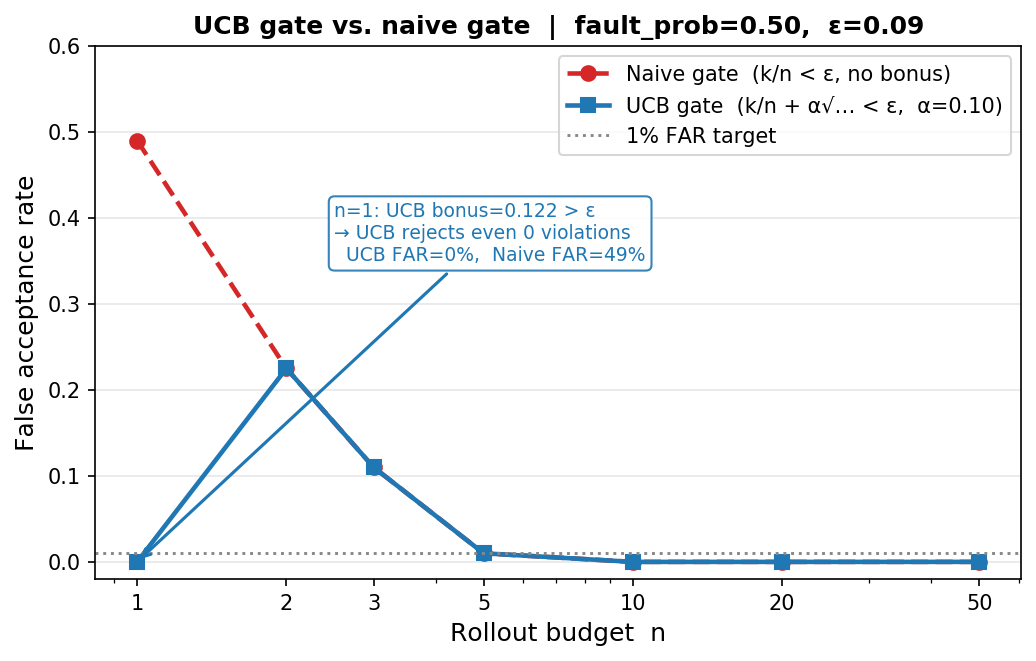 UCB gate vs. naive gate | fault_prob=0.50, ε=0.09
Naive gate (k/n < ε, no bonus)
UCB gate (k/n + α√… < ε, α=0.10)
1% FAR target
n=1: UCB bonus=0.122 > ε
→ UCB rejects even 0 violations
UCB FAR=0%, Naive FAR=49%
False acceptance rate
0.6
0.5
0.4
0.3
0.2
0.1
0.0
1 2 3 5 10 20 50
Rollout budget n